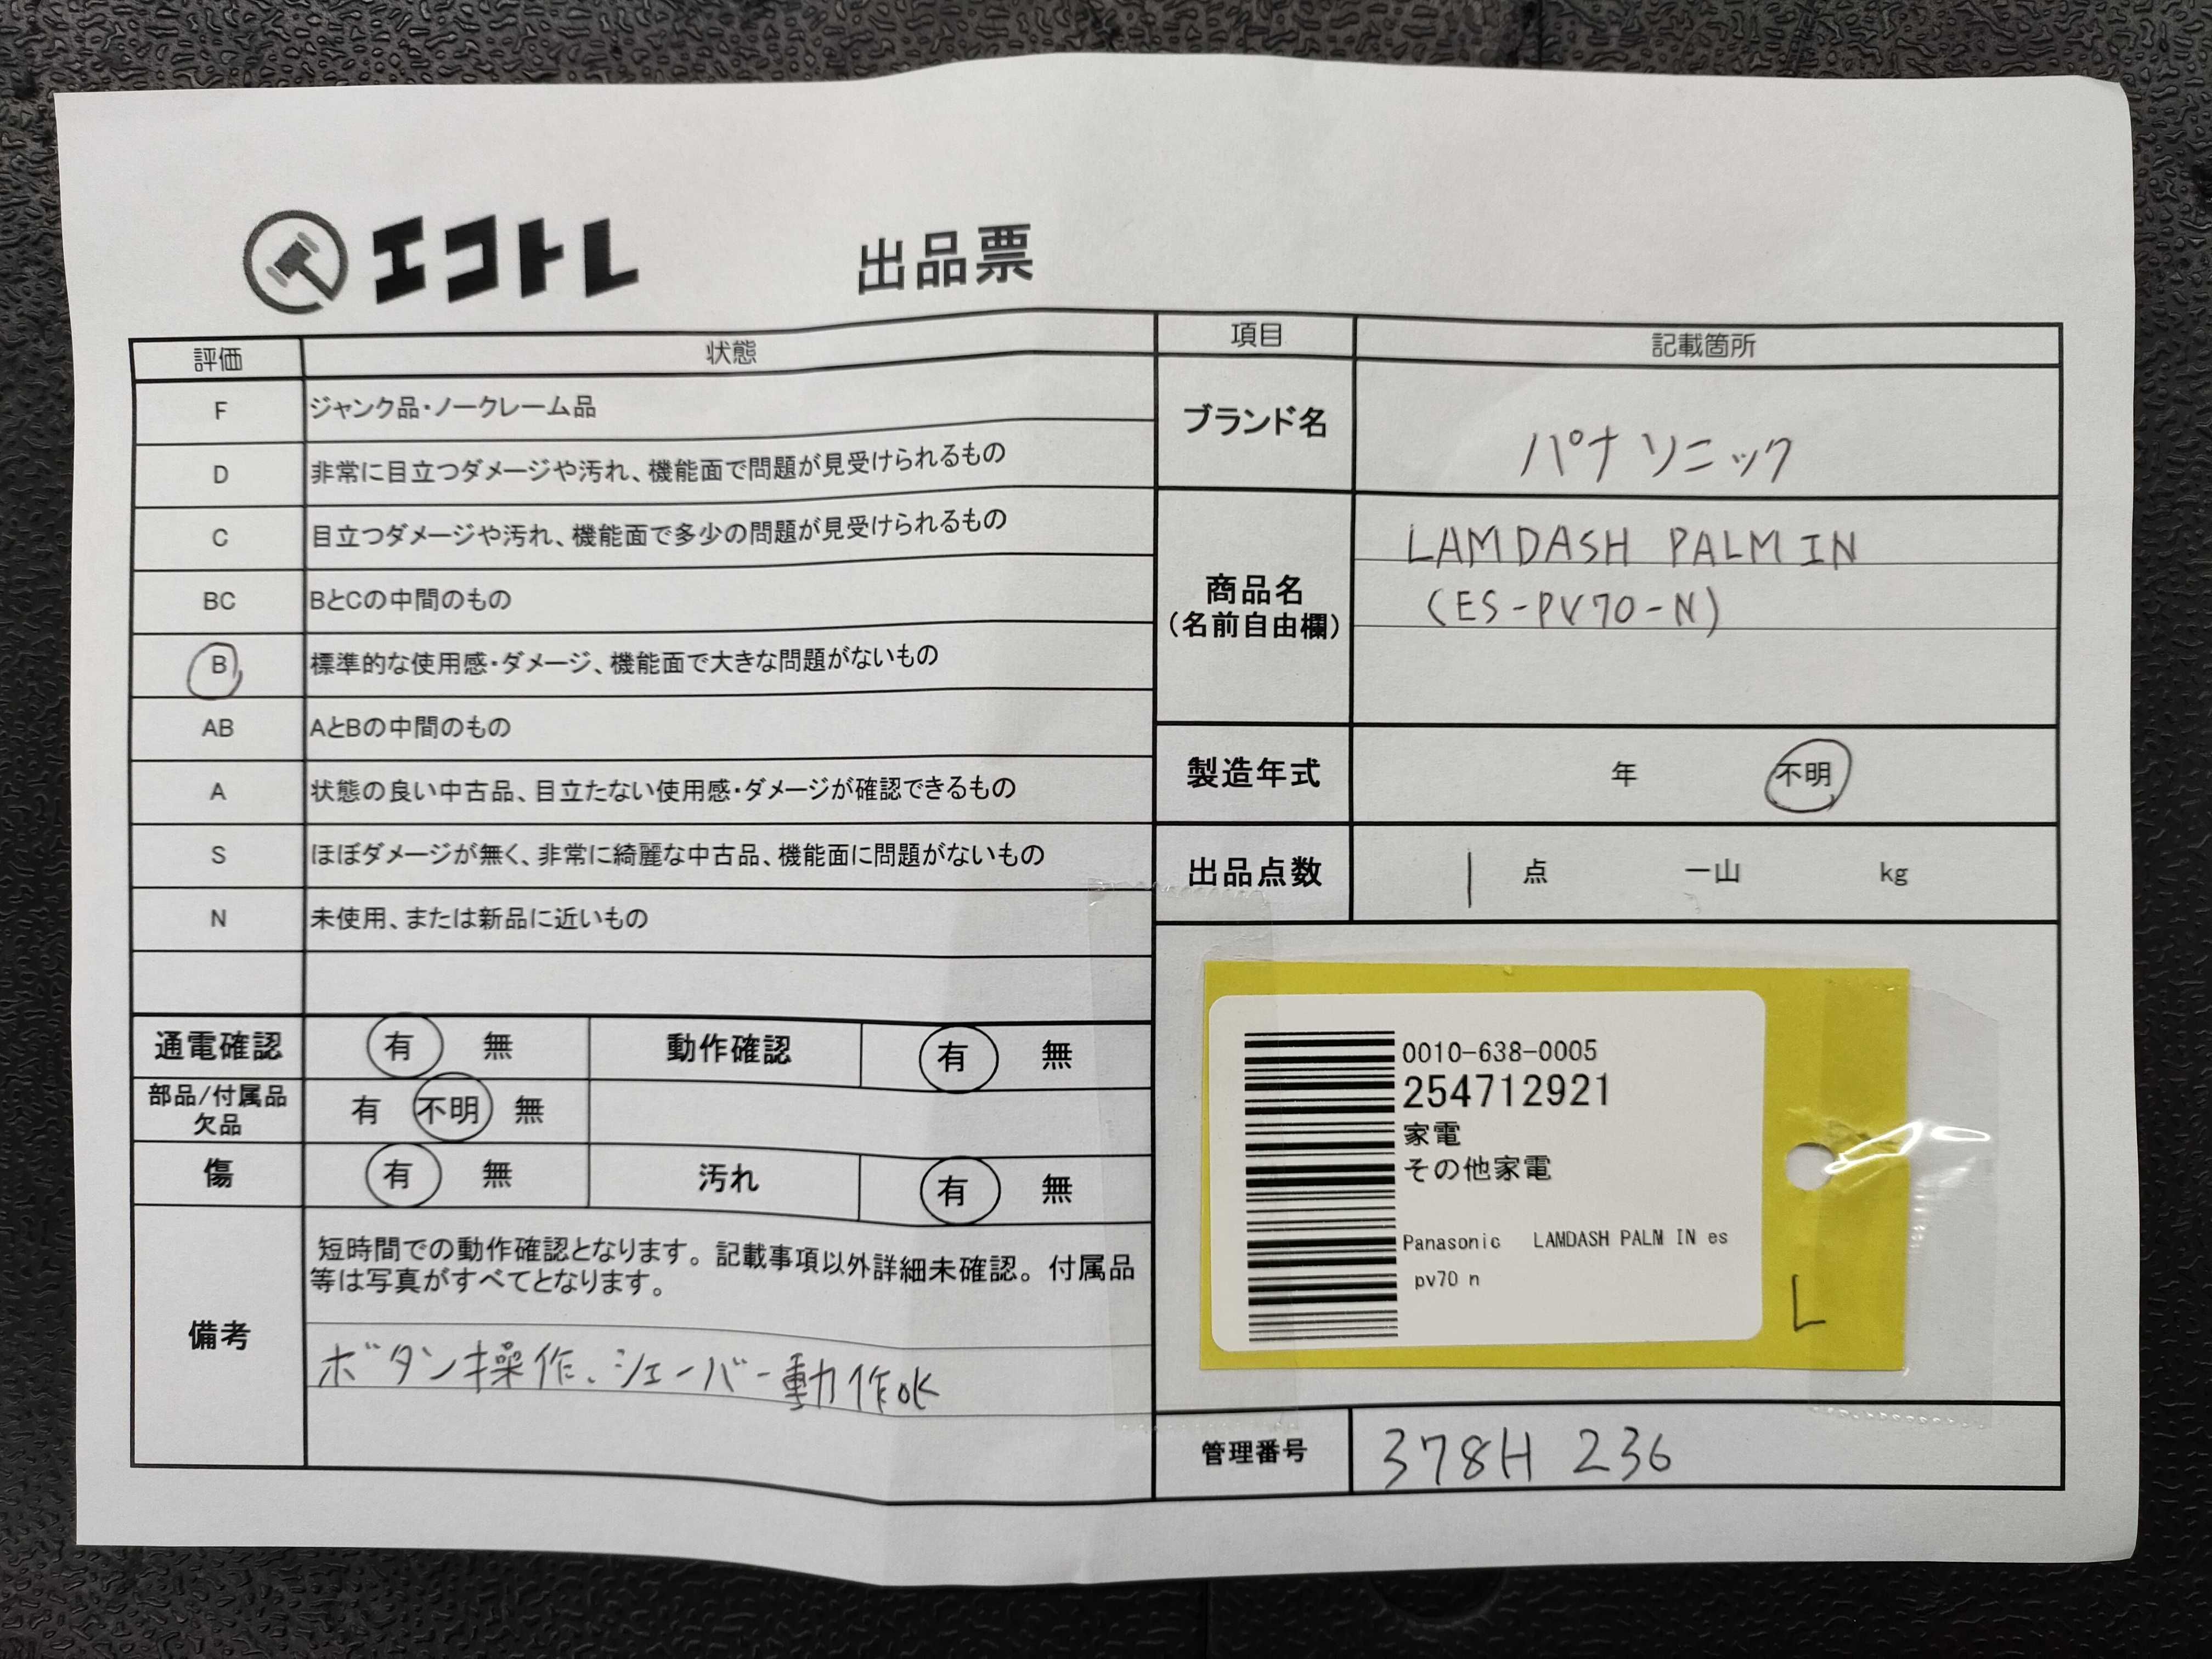 エコトレ 出品票
評価 状態
F ジャンク品・ノークレーム品
D 非常に目立つダメージや汚れ、機能面で問題が見受けられるもの
C 目立つダメージや汚れ、機能面で多少の問題が見受けられるもの
BC BとCの中間のもの
B 標準的な使用感・ダメージ、機能面で大きな問題がないもの
AB AとBの中間のもの
A 状態の良い中古品、目立たない使用感・ダメージが確認できるもの
S ほぼダメージが無く、非常に綺麗な中古品、機能面に問題がないもの
N 未使用、または新品に近いもの
通電確認 有 無 動作確認 有 無
部品/付属品
欠品 有 不明 無
傷 有 無 汚れ 有 無
備考
短時間での動作確認となります。記載事項以外詳細未確認。付属品
等は写真がすべてとなります。
ボタン操作、シェーバー動作OK
項目 記載箇所
ブランド名 パナソニック
商品名
(名前自由欄)
LAMDASH PALM IN
(ES-PV70-N)
製造年式 年 不明
出品点数 1 点 一山 kg
0010-638-0005
254712921
家電
その他家電
Panasonic LAMDASH PALM IN es
pv70 n
L
管理番号 378H 236